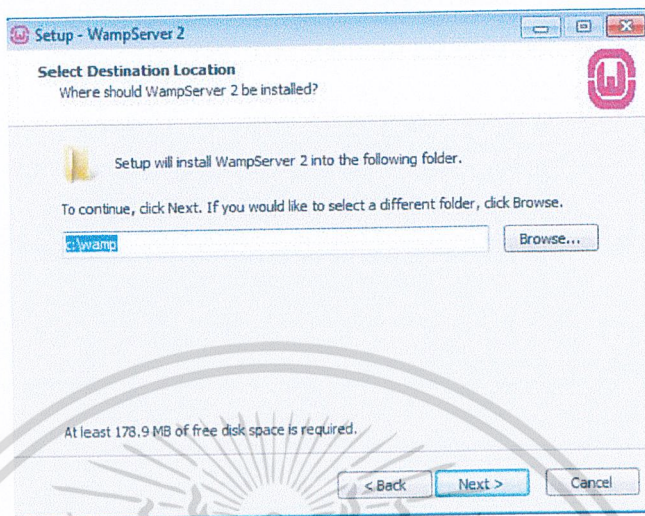 Setup - WampServer 2
Select Destination Location
Where should WampServer 2 be installed?
Setup will install WampServer 2 into the following folder.
To continue, click Next. If you would like to select a different folder, click Browse.
c:\wamp
Browse...
At least 178.9 MB of free disk space is required.
< Back
Next >
Cancel